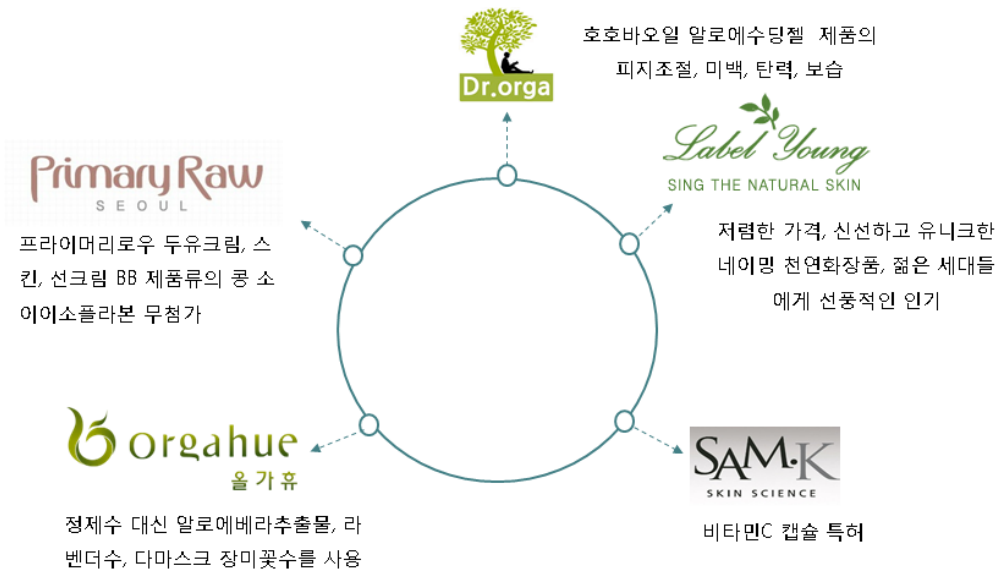 Dr.orga
호호바오일 알로에수딩젤 제품의
피지조절, 미백, 탄력, 보습
Label Young
SING THE NATURAL SKIN
저렴한 가격, 신선하고 유니크한
네이밍 천연화장품, 젊은 세대들
에게 선풍적인 인기
Primary Raw
SEOUL
프라이머리로우 두유크림, 스
킨, 선크림 BB 제품류의 콩 소
이이소플라본 무첨가
orgahue
올가휴
정제수 대신 알로에베라추출물, 라
벤더수, 다마스크 장미꽃수를 사용
SAM·K
SKIN SCIENCE
비타민C 캡슐 특허